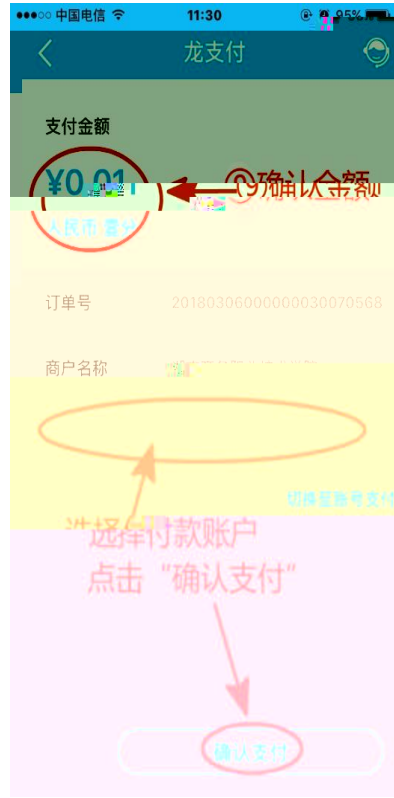 中国电信 11:30 95%
龙支付
支付金额
¥0.01
⑨确认金额
人民币 壹分
订单号 20180306000000030070568
商户名称
切换至账号支付
选择付款账户
点击“确认支付”
确认支付